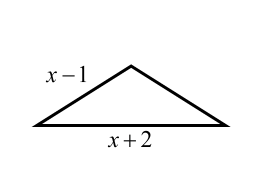 x – 1
x + 2